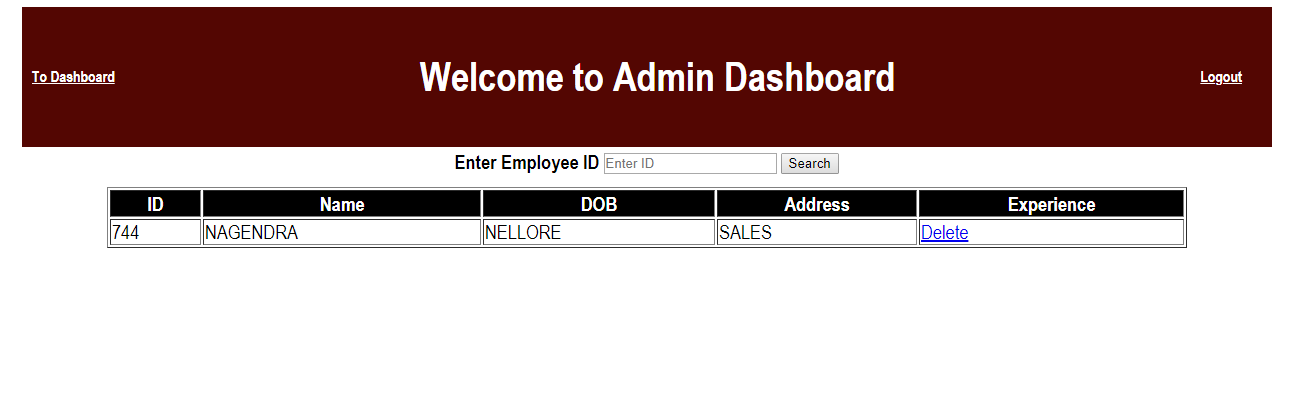 To Dashboard Welcome to Admin Dashboard Logout
Enter Employee ID Enter ID Search
ID Name DOB Address Experience
744 NAGENDRA NELLORE SALES Delete